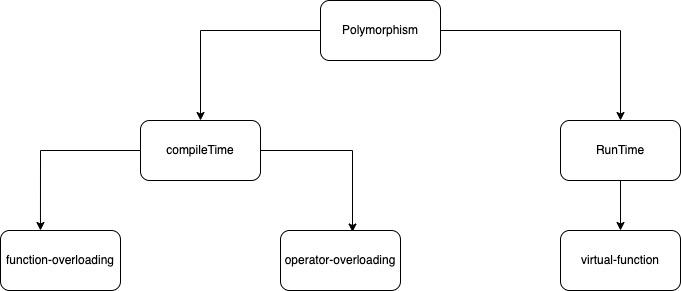 Polymorphism
compileTime
RunTime
function-overloading
operator-overloading
virtual-function